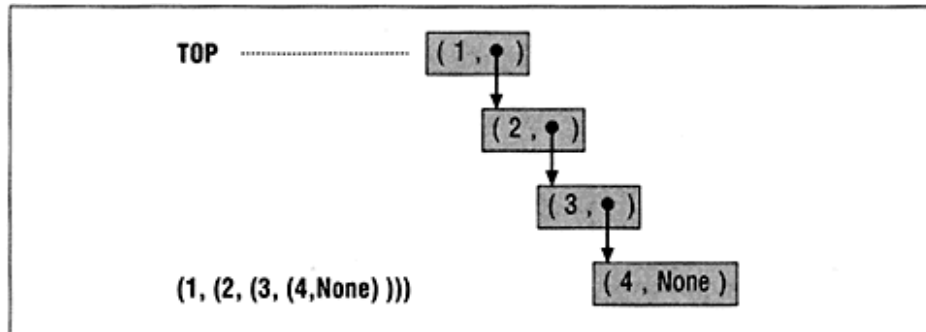 TOP
( 1 , )
( 2 , )
( 3 , )
( 4 , None )
(1, (2, (3, (4,None) )))